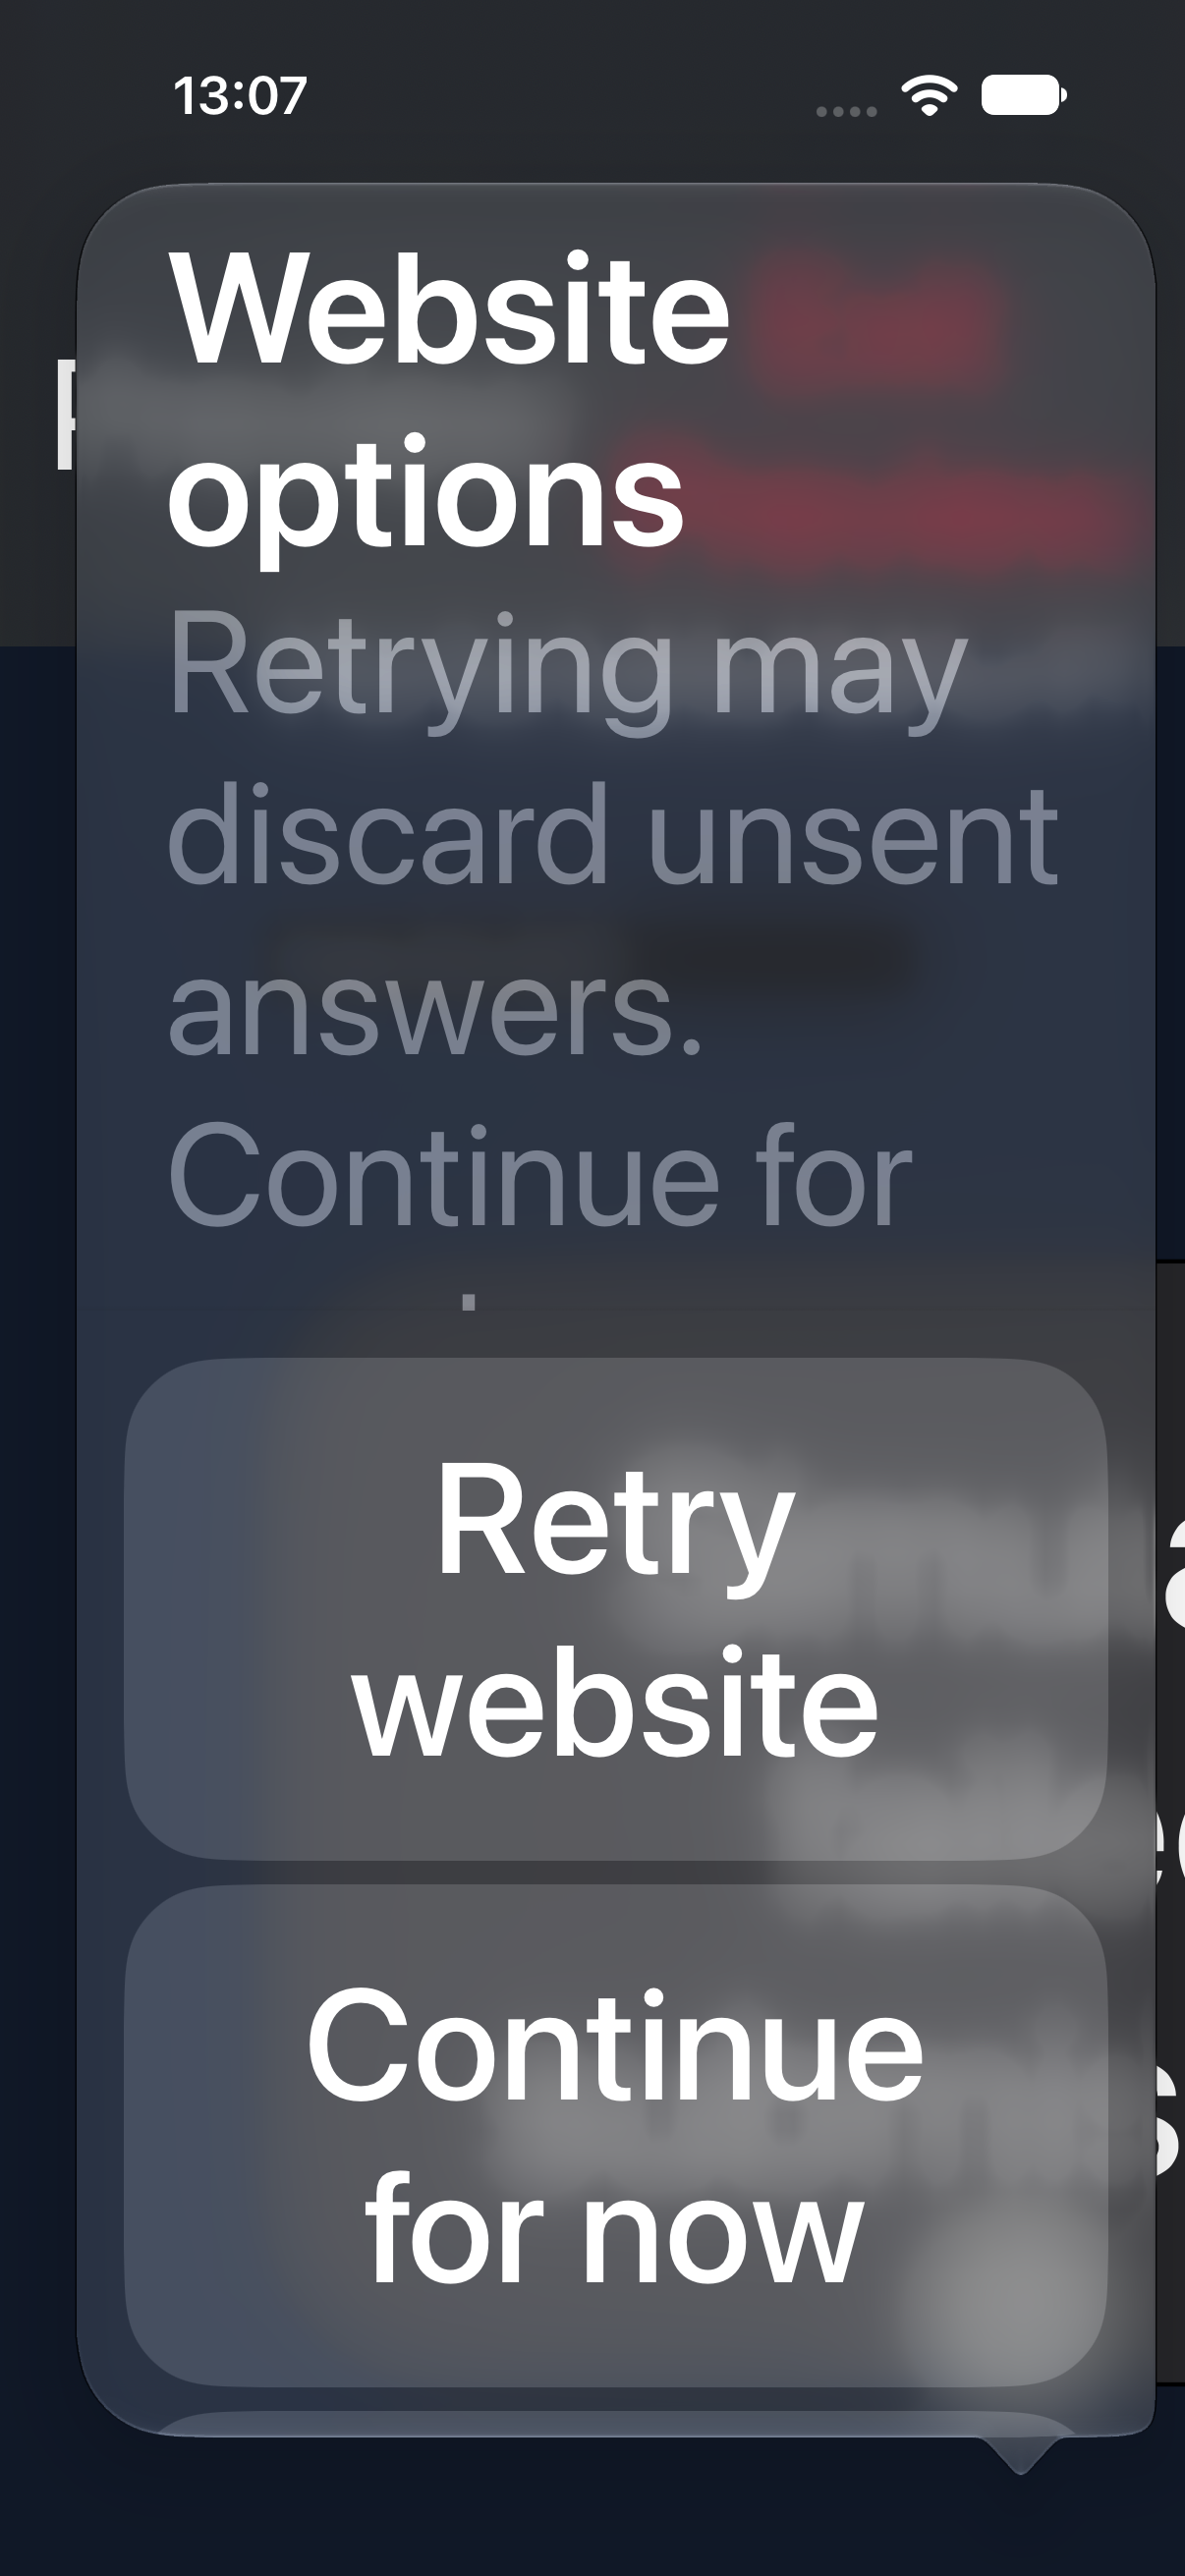 13:07
Website
options
Retrying may
discard unsent
answers.
Continue for
Retry
website
Continue
for now